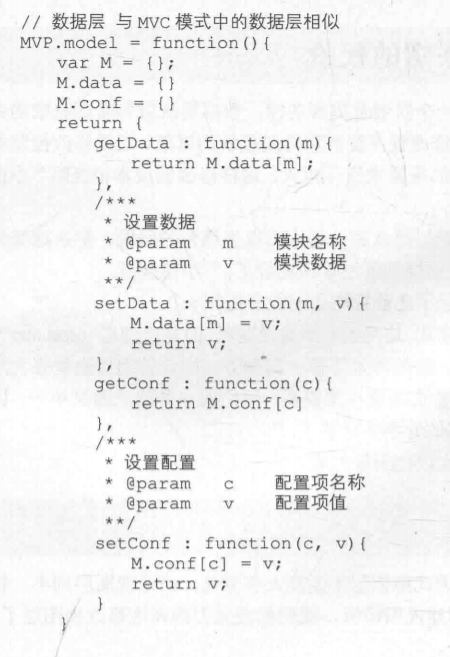 // 数据层 与 MVC 模式中的数据层相似
MVP.model = function(){
    var M = {};
    M.data = {}
    M.conf = {}
    return {
        getData : function(m){
            return M.data[m];
        },
        /***
         * 设置数据
         * @param    m    模块名称
         * @param    v    模块数据
         **/
        setData : function(m, v){
            M.data[m] = v;
            return v;
        },
        getConf : function(c){
            return M.conf[c]
        },
        /***
         * 设置配置
         * @param    c    配置项名称
         * @param    v    配置项值
         **/
        setConf : function(c, v){
            M.conf[c] = v;
            return v;
        }
    }